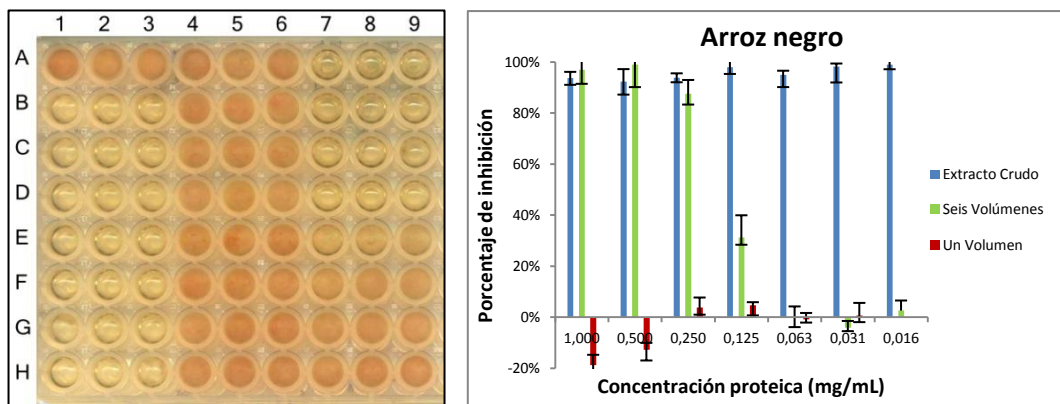 1 2 3 4 5 6 7 8 9
A
B
C
D
E
F
G
H
Arroz negro
100%
80%
60%
40%
20%
0%
-20%
Porcentaje de inhibición
1,000 0,500 0,250 0,125 0,063 0,031 0,016
Concentración proteica (mg/mL)
Extracto Crudo
Seis Volúmenes
Un Volumen